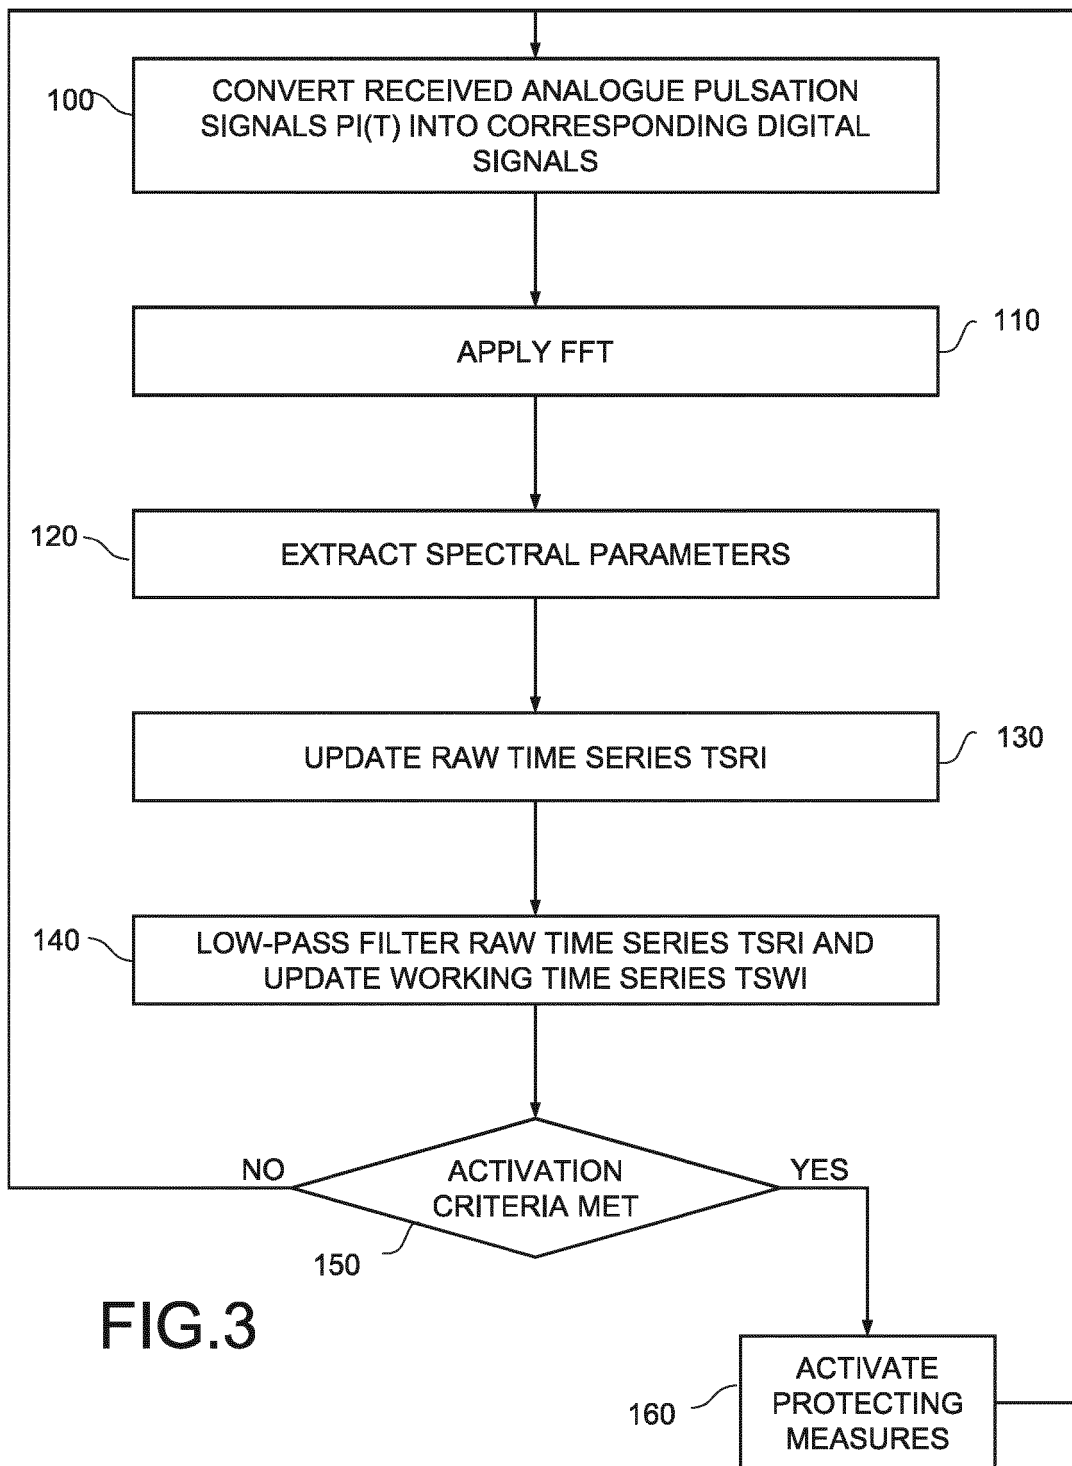 100
CONVERT RECEIVED ANALOGUE PULSATION
SIGNALS PI(T) INTO CORRESPONDING DIGITAL
SIGNALS
110
APPLY FFT
120
EXTRACT SPECTRAL PARAMETERS
130
UPDATE RAW TIME SERIES TSRI
140
LOW-PASS FILTER RAW TIME SERIES TSRI AND
UPDATE WORKING TIME SERIES TSWI
NO
ACTIVATION
CRITERIA MET
YES
150
FIG.3
160
ACTIVATE
PROTECTING
MEASURES